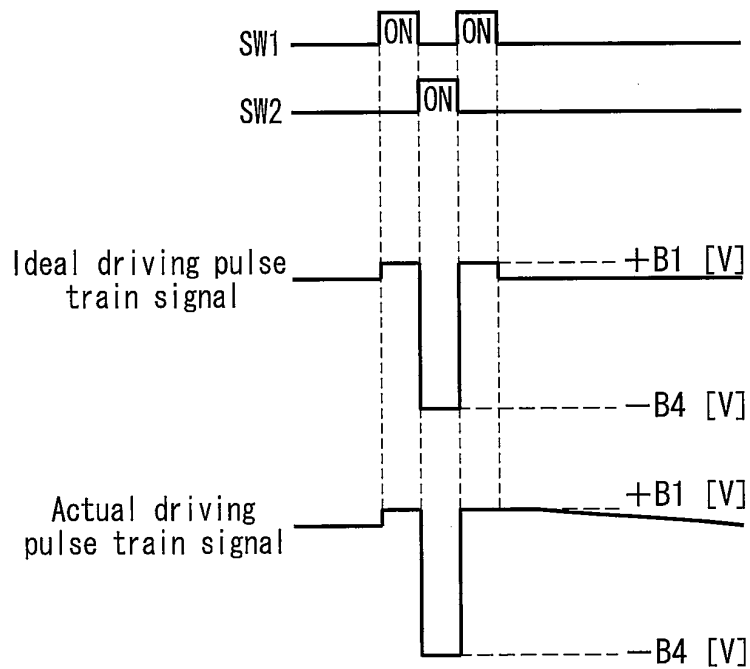 SW1 ON ON
SW2 ON
Ideal driving pulse
train signal
+B1 [V]
−B4 [V]
Actual driving
pulse train signal
+B1 [V]
−B4 [V]